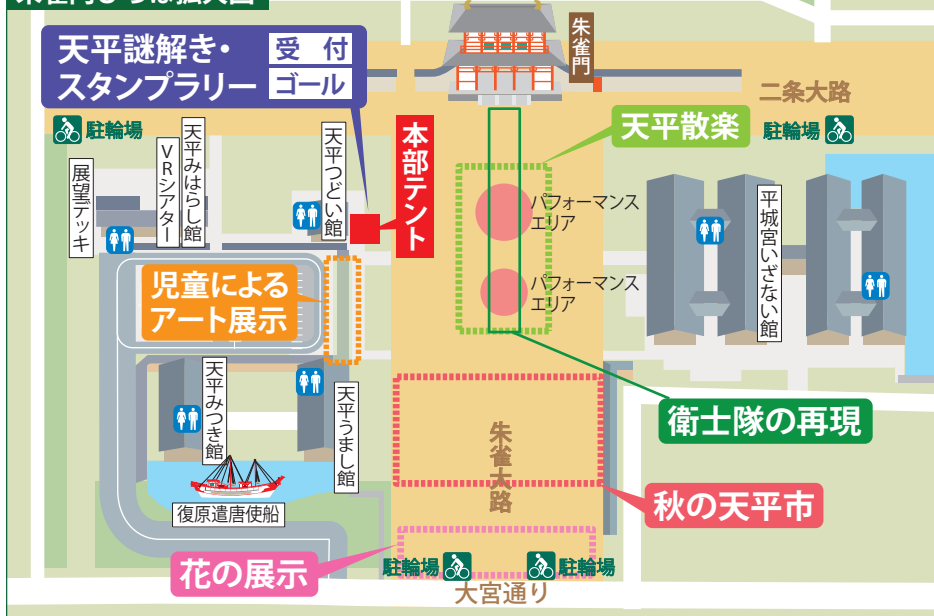 朱雀門ひろば拡大図
天平謎解き・
スタンプラリー
受 付
ゴール
朱雀門
二条大路
駐輪場
天平散楽
駐輪場
本部テント
展望デッキ
VRシアター
天平みはらし館
天平つどい館
パフォーマンス
エリア
平城宮いざない館
児童による
アート展示
パフォーマンス
エリア
天平みつき館
天平うまし館
衛士隊の再現
朱雀大路
秋の天平市
復原遣唐使船
花の展示
駐輪場
駐輪場
大宮通り